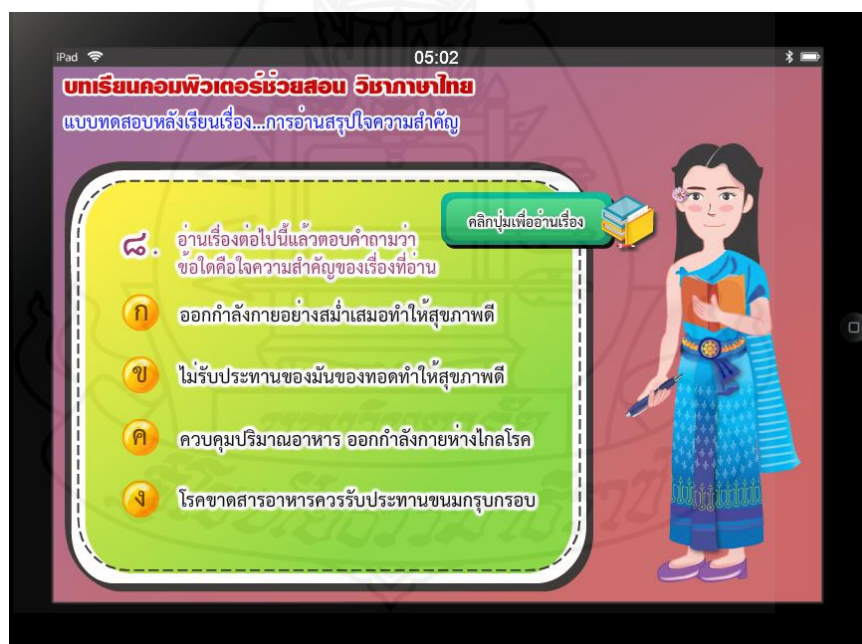 iPad
05:02
บทเรียนคอมพิวเตอร์ช่วยสอน วิชาภาษาไทย
แบบทดสอบหลังเรียนเรื่อง...การอ่านสรุปใจความสำคัญ
คลิกปุ่มเพื่ออ่านเรื่อง
๘. อ่านเรื่องต่อไปนี้แล้วตอบคำถามว่า
ข้อใดคือใจความสำคัญของเรื่องที่อ่าน
ก ออกกำลังกายอย่างสม่ำเสมอทำให้สุขภาพดี
ข ไม่รับประทานของมันของทอดทำให้สุขภาพดี
ค ควบคุมปริมาณอาหาร ออกกำลังกายห่างไกลโรค
ง โรคขาดสารอาหารควรรับประทานขนมกรุบกรอบ